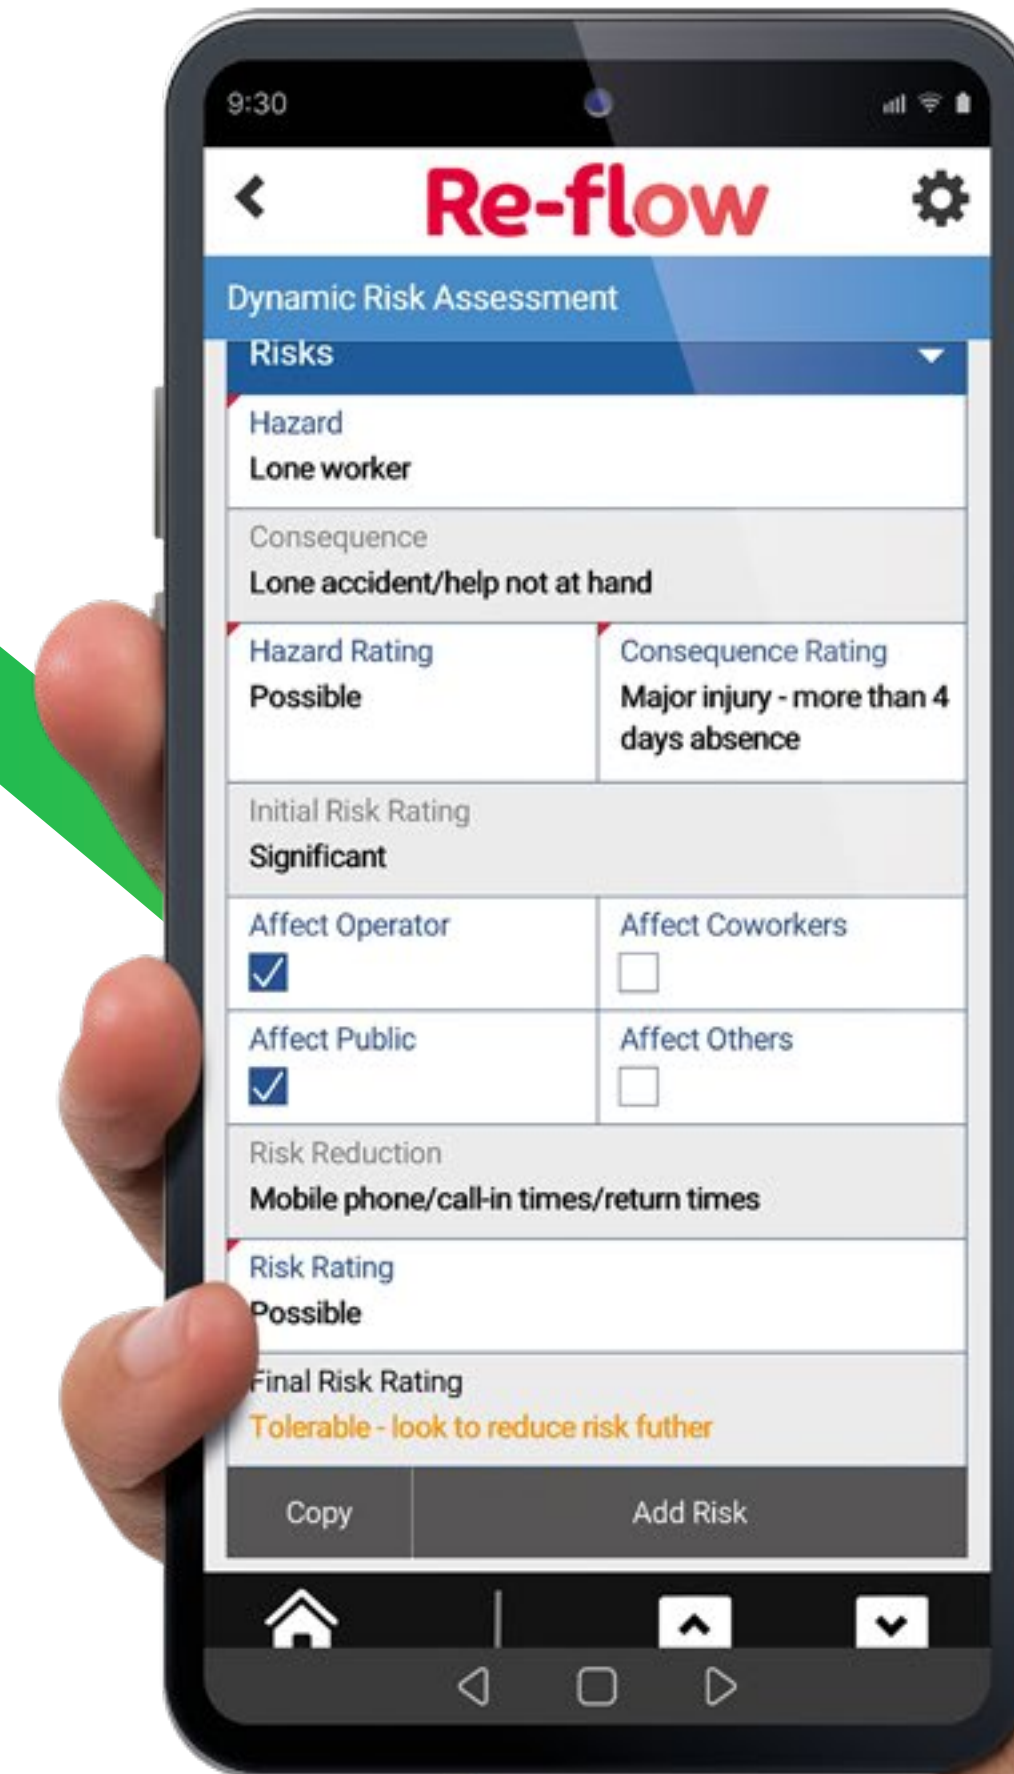 9:30
Re-flow
Dynamic Risk Assessment
Risks
Hazard
Lone worker
Consequence
Lone accident/help not at hand
Hazard Rating
Possible
Consequence Rating
Major injury - more than 4
days absence
Initial Risk Rating
Significant
Affect Operator
Affect Coworkers
Affect Public
Affect Others
Risk Reduction
Mobile phone/call-in times/return times
Risk Rating
Possible
Final Risk Rating
Tolerable - look to reduce risk futher
Copy
Add Risk